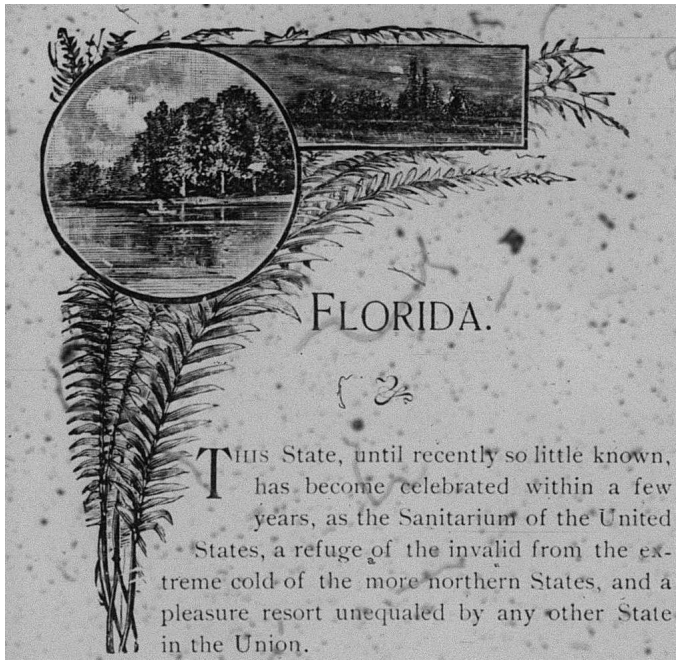 FLORIDA.
THIS State, until recently so little known,
has become celebrated within a few
years, as the Sanitarium of the United
States, a refuge of the invalid from the ex-
treme cold of the more northern States, and a
pleasure resort unequaled by any other State
in the Union.